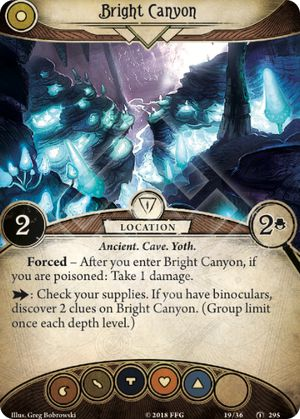 Bright Canyon
LOCATION
2
2
Ancient. Cave. Yoth.
Forced – After you enter Bright Canyon, if
you are poisoned: Take 1 damage.
: Check your supplies. If you have binoculars,
discover 2 clues on Bright Canyon. (Group limit
once each depth level.)
Illus. Greg Bobrowski
© 2018 FFG
19/36
295